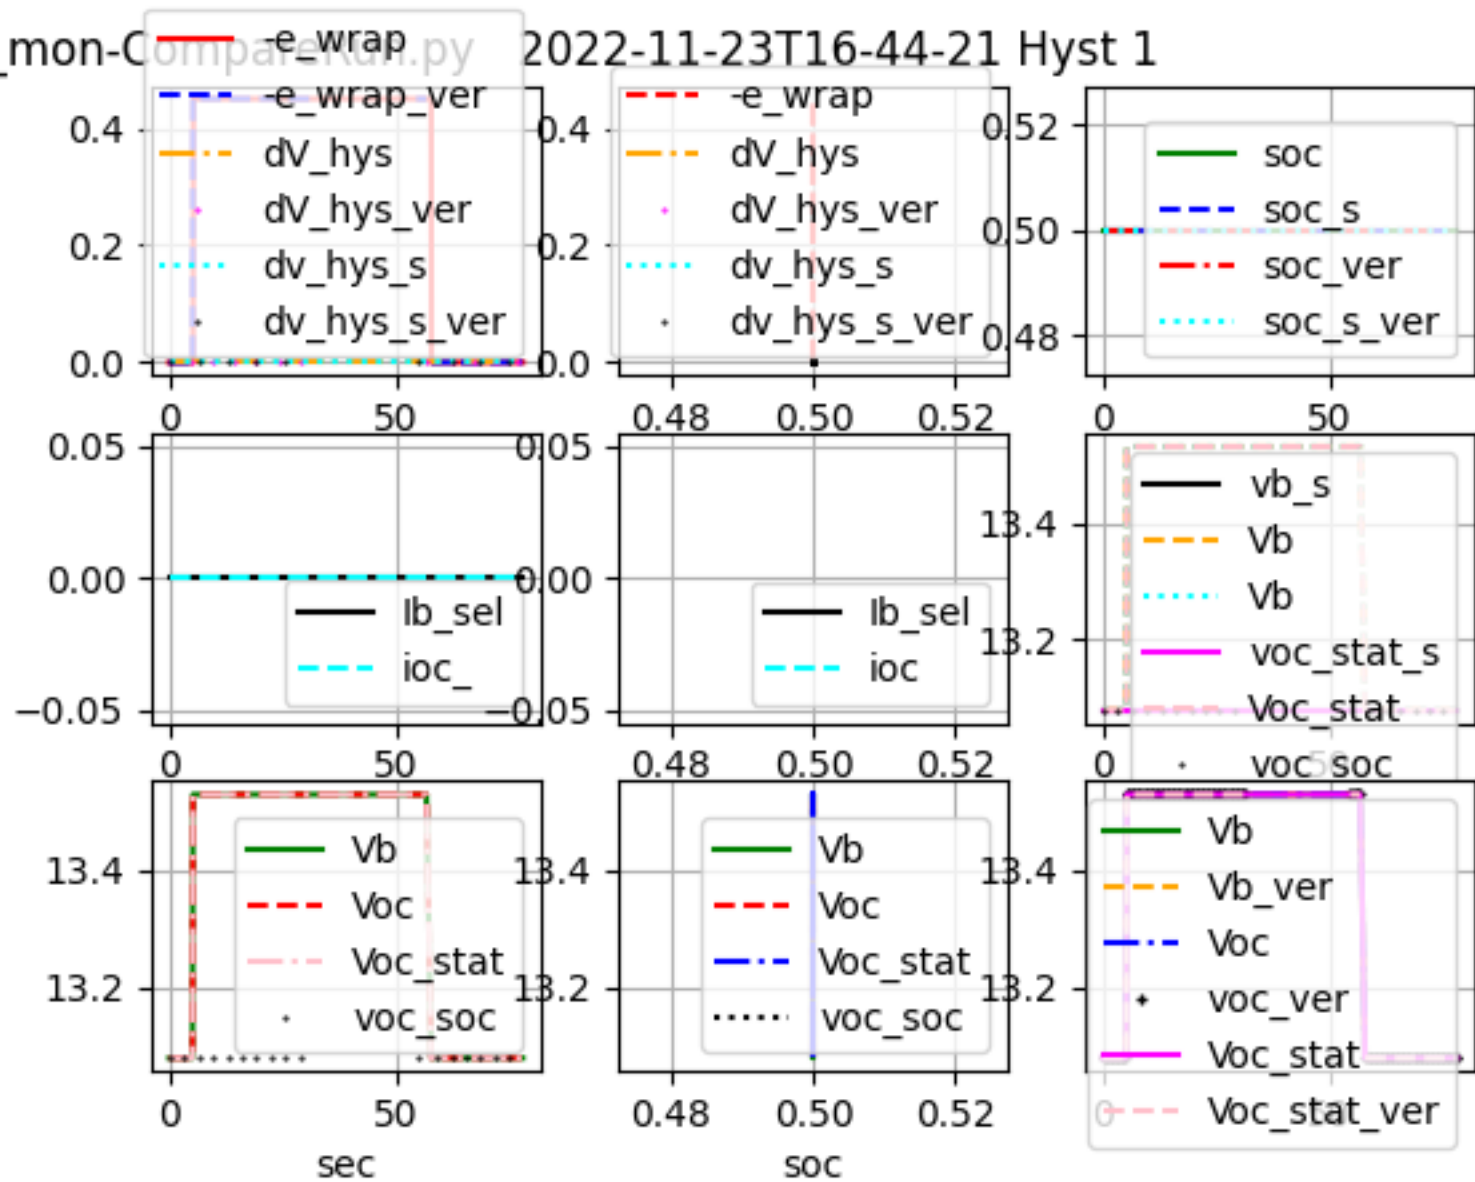 _mon-CompareRun.py 2022-11-23T16-44-21 Hyst 1
-e_wrap
-e_wrap_ver
dV_hys
dV_hys_ver
dv_hys_s
dv_hys_s_ver
0.4
0.2
0.0
0
50
-e_wrap
dV_hys
dV_hys_ver
dv_hys_s
dv_hys_s_ver
0.4
0.2
0.0
0.48
0.50
0.52
soc
soc_s
soc_ver
soc_s_ver
0.52
0.50
0.48
0
50
0.05
0.00
−0.05
Ib_sel
ioc_
0
50
0.05
0.00
−0.05
Ib_sel
ioc
0.48
0.50
0.52
13.4
13.2
vb_s
Vb
Vb
voc_stat_s
Voc_stat
voc_soc
0
50
13.4
13.2
Vb
Voc
Voc_stat
voc_soc
0
50
sec
13.4
13.2
Vb
Voc
Voc_stat
voc_soc
0.48
0.50
0.52
soc
13.4
13.2
Vb
Vb_ver
Voc
voc_ver
Voc_stat
Voc_stat_ver
0
50